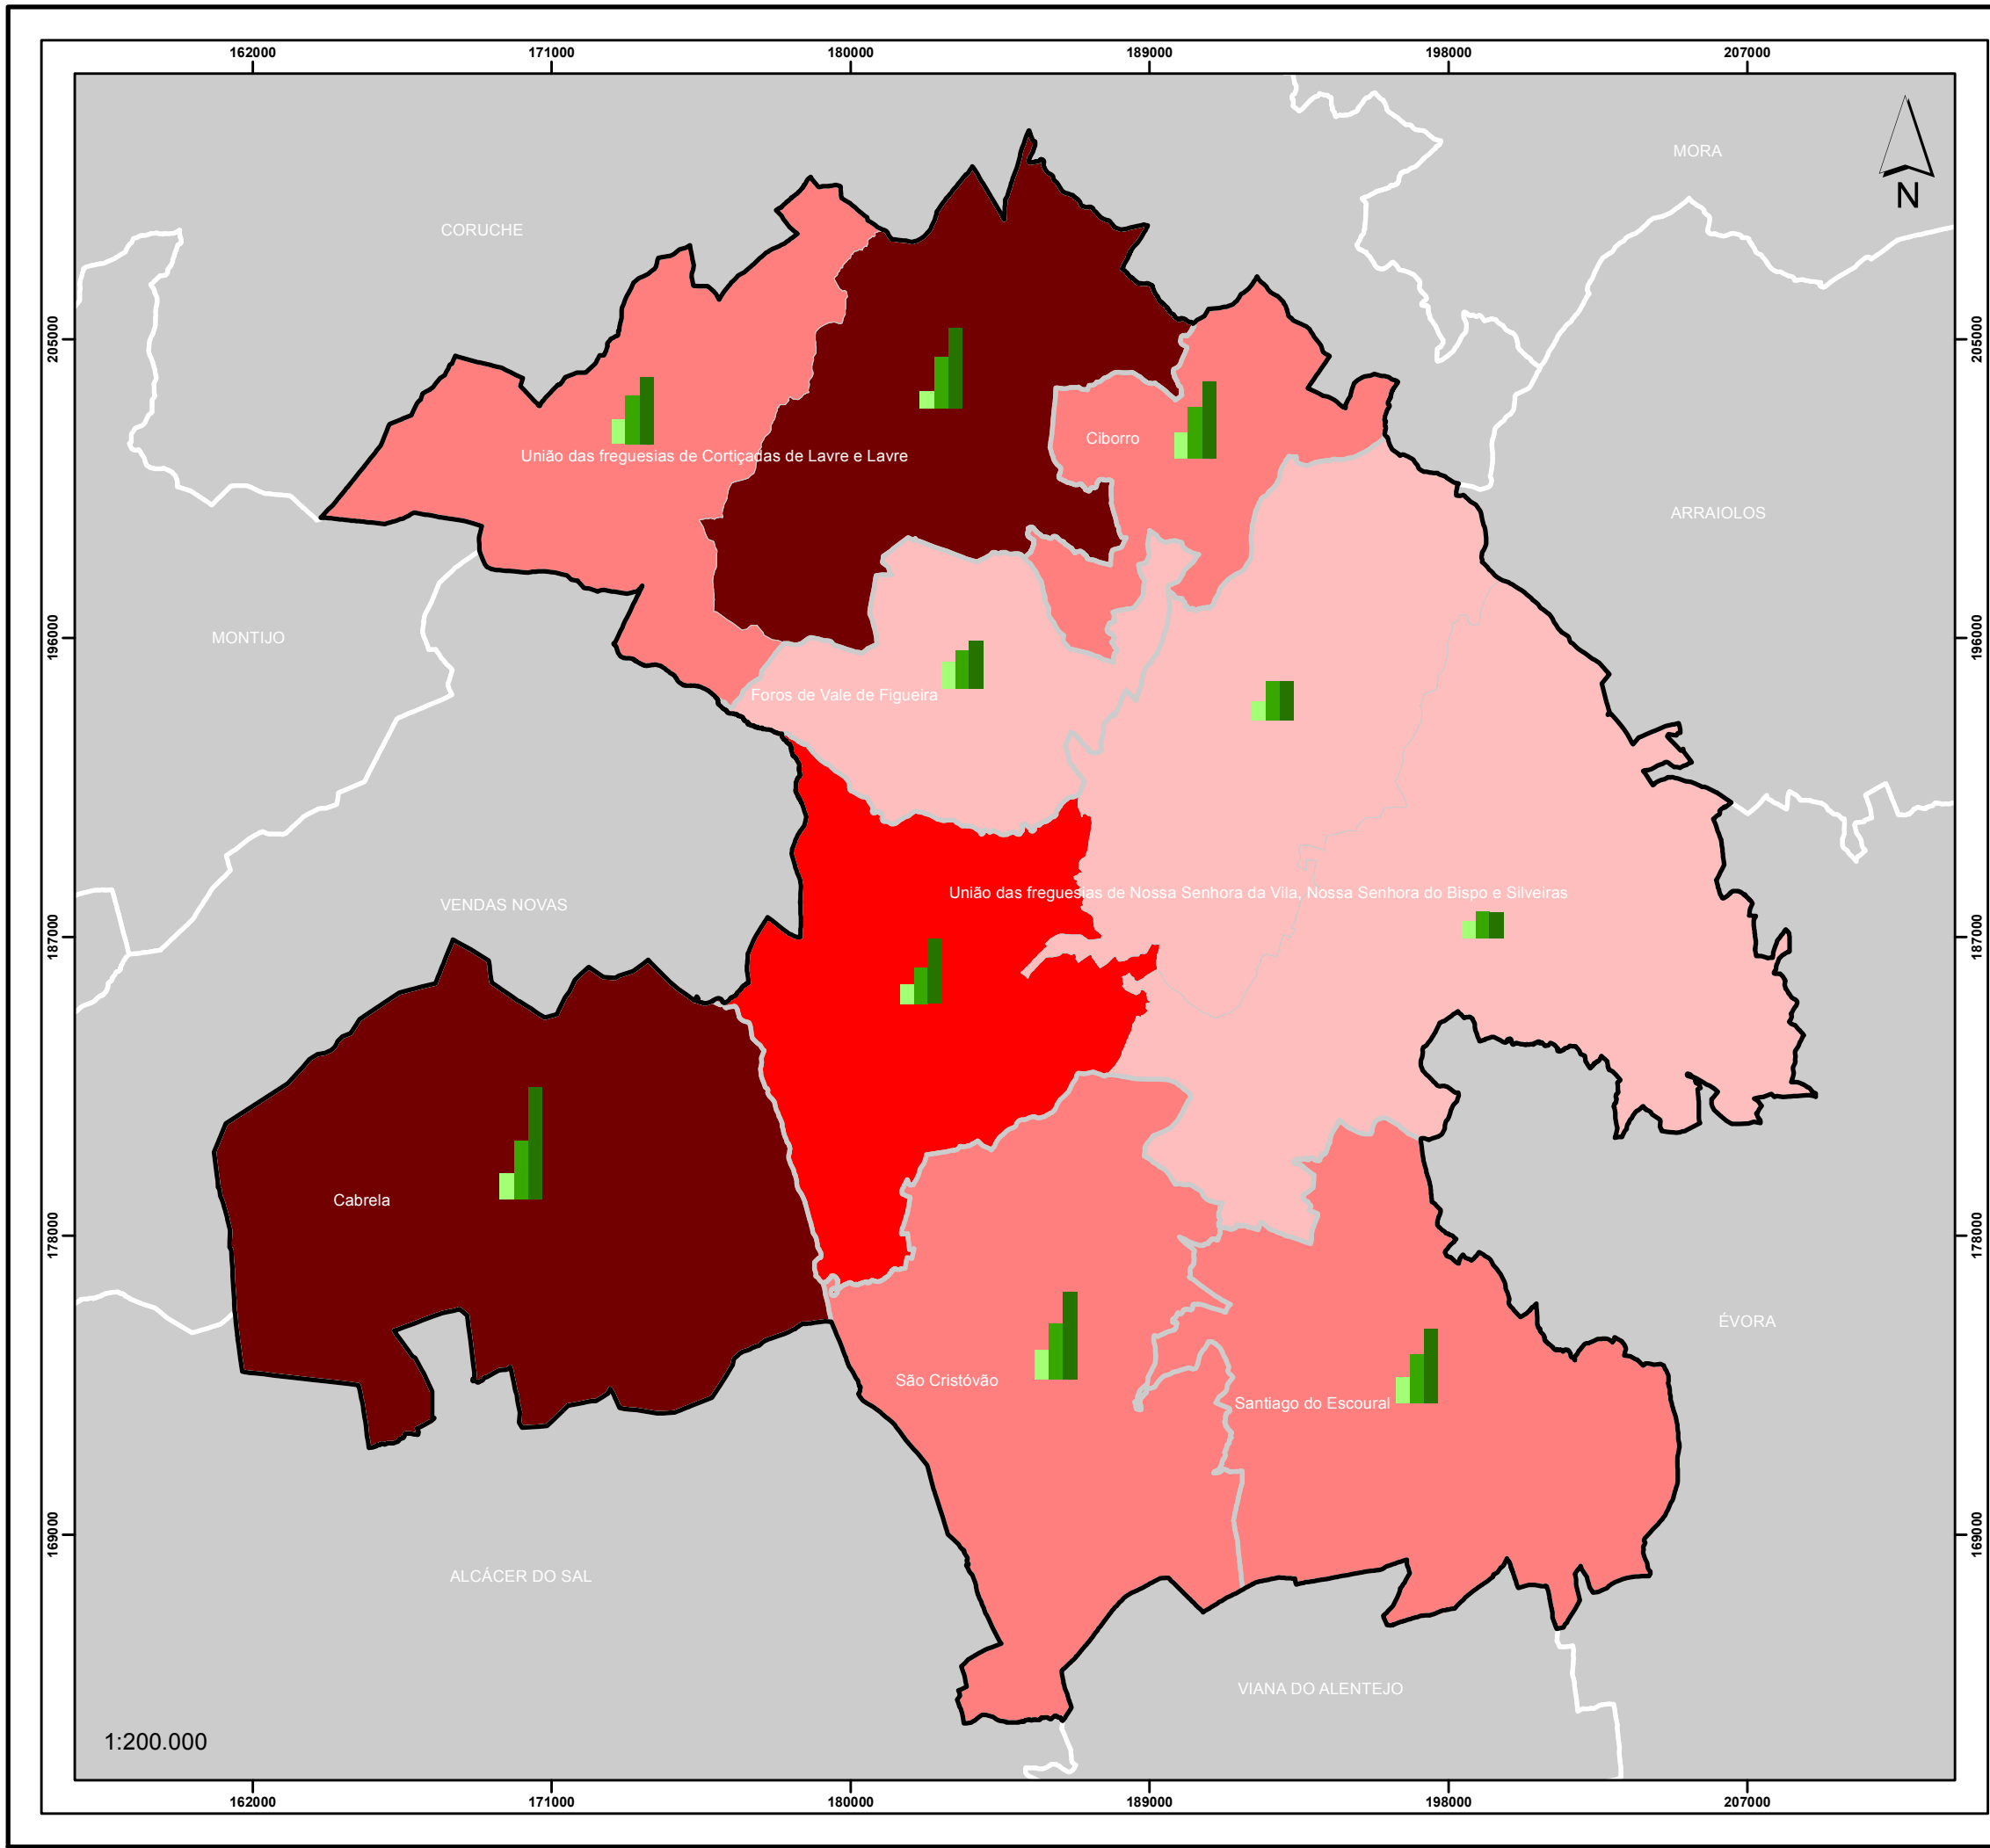 162000 171000 180000 189000 198000 207000
MORA
N
CORUCHE
205000 205000
Ciborro
União das freguesias de Cortiçadas de Lavre e Lavre
ARRAIOLOS
196000 MONTIJO 196000
Foros de Vale de Figueira
União das freguesias de Nossa Senhora da Vila, Nossa Senhora do Bispo e Silveiras
VENDAS NOVAS
187000 187000
Cabrela
178000 178000
ÉVORA
São Cristóvão
Santiago do Escoural
169000 169000
ALCÁCER DO SAL
VIANA DO ALENTEJO
1:200.000
162000 171000 180000 189000 198000 207000